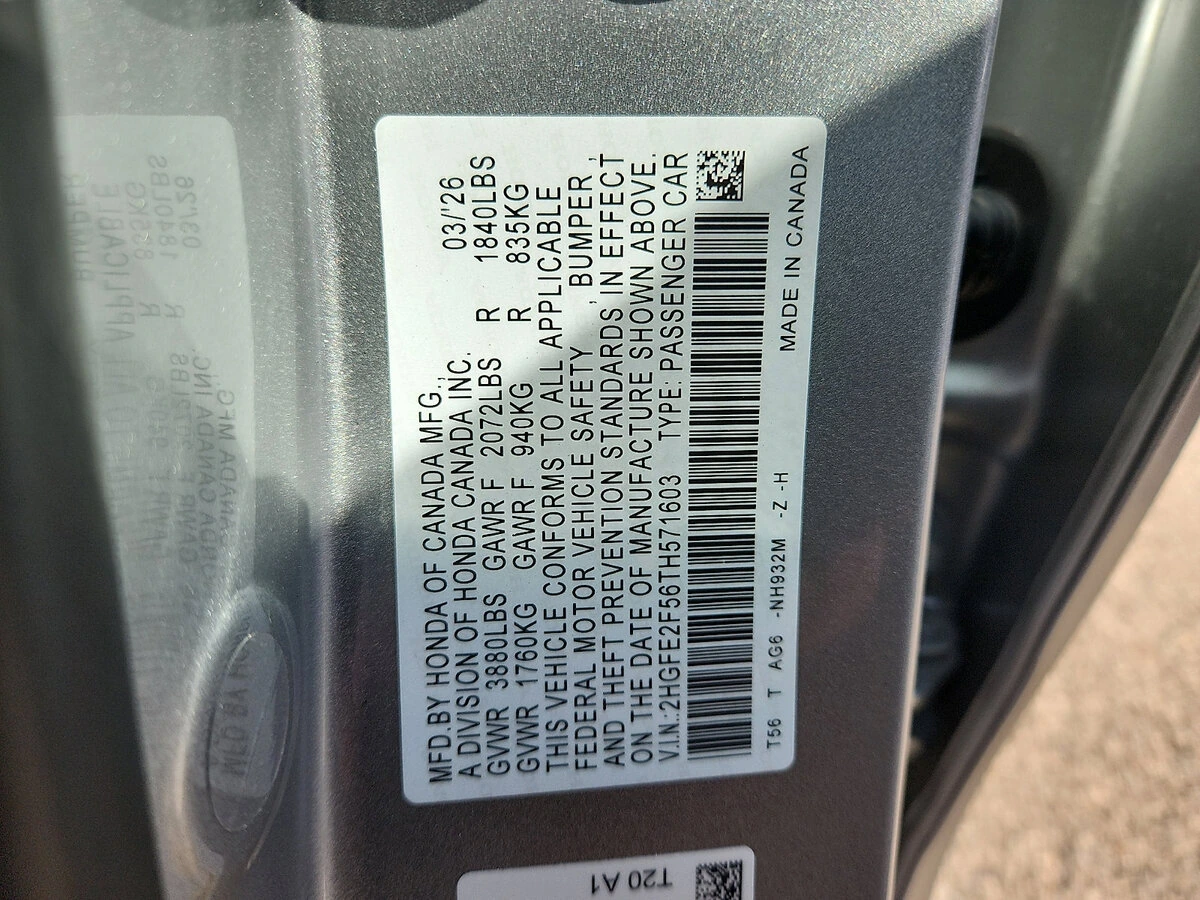 MFD.BY HONDA OF CANADA MFG., 03/'26
A DIVISION OF HONDA CANADA INC.
GVWR 3880LBS GAWR F 2072LBS R 1840LBS
GVWR 1760KG GAWR F 940KG R 835KG
THIS VEHICLE CONFORMS TO ALL APPLICABLE
FEDERAL MOTOR VEHICLE SAFETY , BUMPER ,
AND THEFT PREVENTION STANDARDS IN EFFECT
ON THE DATE OF MANUFACTURE SHOWN ABOVE.
V.I.N.:2HGFE2F56TH571603 TYPE: PASSENGER CAR
T56 T AG6 -NH932M -Z -H MADE IN CANADA
T20 A1